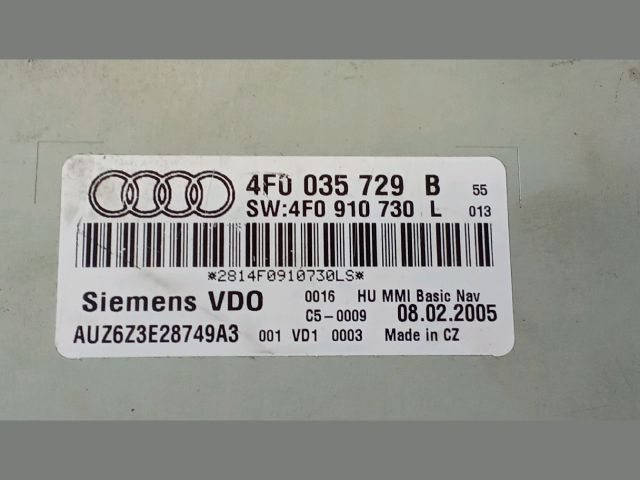 4F0 035 729 B 55
SW:4F0 910 730 L 013
*2814F0910730LS*
Siemens VDO 0016 HU MMI Basic Nav
C5-0009 08.02.2005
AUZ6Z3E28749A3 001 VD1 0003 Made in CZ